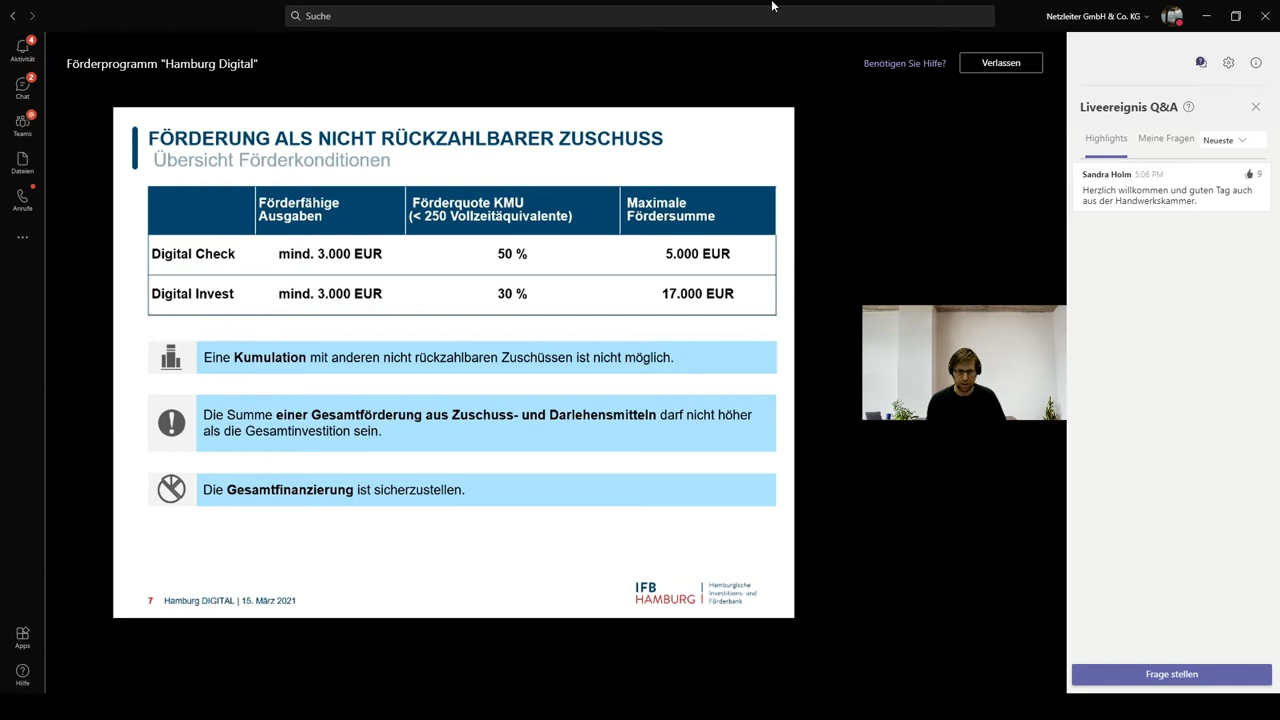 Suche
Netzleiter GmbH & Co. KG
4
Aktivität
2
Chat
Teams
Dateien
Anrufe
Apps
Hilfe
Förderprogramm "Hamburg Digital"
Benötigen Sie Hilfe?
Verlassen
FÖRDERUNG ALS NICHT RÜCKZAHLBARER ZUSCHUSS
Übersicht Förderkonditionen
Förderfähige
Ausgaben
Förderquote KMU
(< 250 Vollzeitäquivalente)
Maximale
Fördersumme
Digital Check mind. 3.000 EUR 50 % 5.000 EUR
Digital Invest mind. 3.000 EUR 30 % 17.000 EUR
Eine Kumulation mit anderen nicht rückzahlbaren Zuschüssen ist nicht möglich.
Die Summe einer Gesamtförderung aus Zuschuss- und Darlehensmitteln darf nicht höher
als die Gesamtinvestition sein.
Die Gesamtfinanzierung ist sicherzustellen.
7 Hamburg DIGITAL | 15. März 2021
IFB
HAMBURG
Hamburgische
Investitions- und
Förderbank
Liveereignis Q&A
Highlights Meine Fragen Neueste
Sandra Holm 5:06 PM 9
Herzlich willkommen und guten Tag auch
aus der Handwerkskammer.
Frage stellen